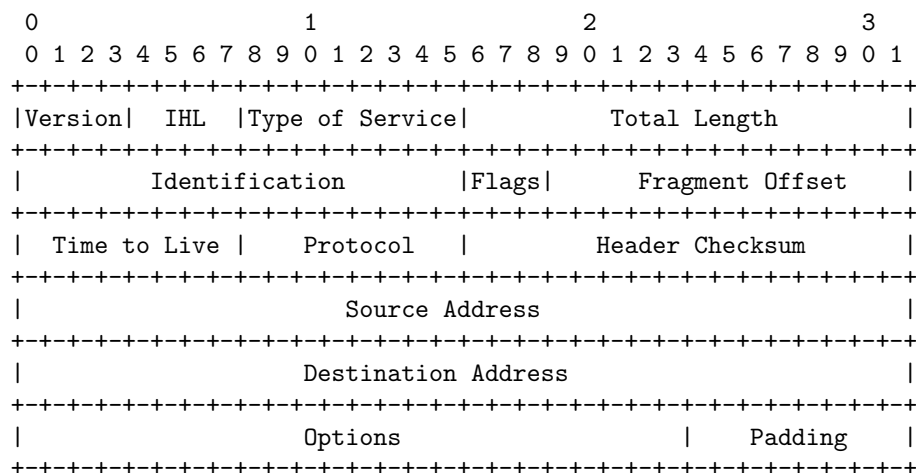 0                   1                   2                   3
 0 1 2 3 4 5 6 7 8 9 0 1 2 3 4 5 6 7 8 9 0 1 2 3 4 5 6 7 8 9 0 1
+-+-+-+-+-+-+-+-+-+-+-+-+-+-+-+-+-+-+-+-+-+-+-+-+-+-+-+-+-+-+-+-+
|Version|  IHL  |Type of Service|          Total Length         |
+-+-+-+-+-+-+-+-+-+-+-+-+-+-+-+-+-+-+-+-+-+-+-+-+-+-+-+-+-+-+-+-+
|         Identification        |Flags|      Fragment Offset    |
+-+-+-+-+-+-+-+-+-+-+-+-+-+-+-+-+-+-+-+-+-+-+-+-+-+-+-+-+-+-+-+-+
|  Time to Live |    Protocol   |         Header Checksum       |
+-+-+-+-+-+-+-+-+-+-+-+-+-+-+-+-+-+-+-+-+-+-+-+-+-+-+-+-+-+-+-+-+
|                       Source Address                          |
+-+-+-+-+-+-+-+-+-+-+-+-+-+-+-+-+-+-+-+-+-+-+-+-+-+-+-+-+-+-+-+-+
|                    Destination Address                        |
+-+-+-+-+-+-+-+-+-+-+-+-+-+-+-+-+-+-+-+-+-+-+-+-+-+-+-+-+-+-+-+-+
|                    Options                    |    Padding    |
+-+-+-+-+-+-+-+-+-+-+-+-+-+-+-+-+-+-+-+-+-+-+-+-+-+-+-+-+-+-+-+-+